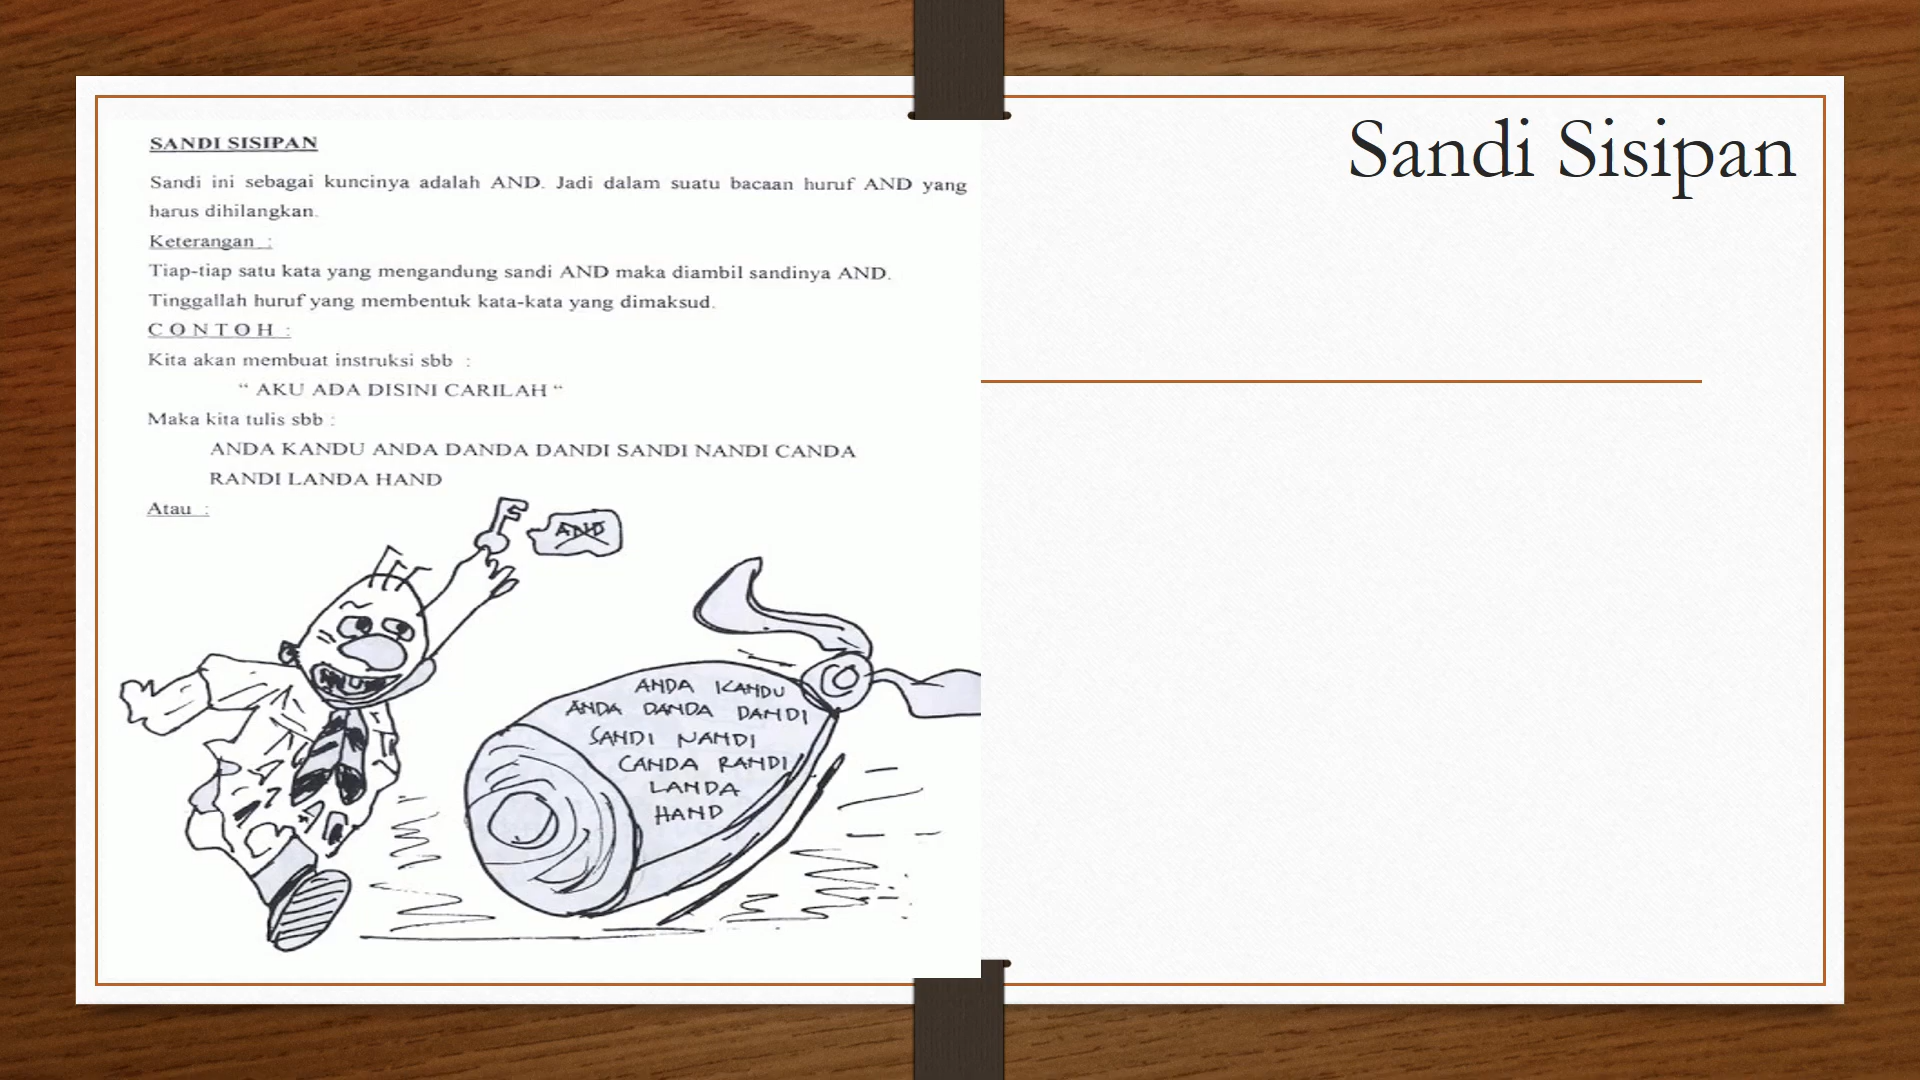 Sandi Sisipan
SANDI SISIPAN
Sandi ini sebagai kuncinya adalah AND. Jadi dalam suatu bacaan huruf AND yang
harus dihilangkan.
Keterangan :
Tiap-tiap satu kata yang mengandung sandi AND maka diambil sandinya AND.
Tinggallah huruf yang membentuk kata-kata yang dimaksud.
C O N T O H :
Kita akan membuat instruksi sbb :
“ AKU ADA DISINI CARILAH “
Maka kita tulis sbb :
ANDA KANDU ANDA DANDA DANDI SANDI NANDI CANDA
RANDI LANDA HAND
Atau :
AND
ANDA KANDU
ANDA DANDA DANDI
SANDI NANDI
CANDA RANDI
LANDA
HAND